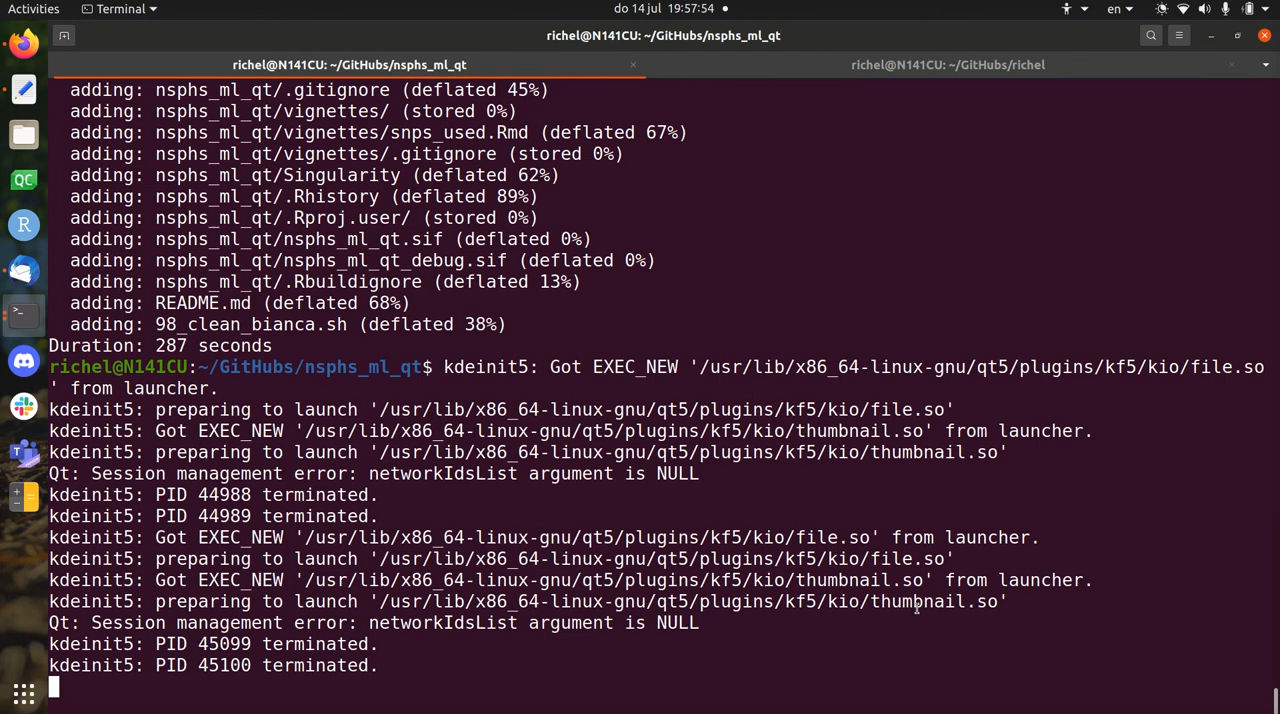 Activities Terminal do 14 jul 19:57:54 en
richel@N141CU: ~/GitHubs/nsphs_ml_qt
richel@N141CU: ~/GitHubs/nsphs_ml_qt richel@N141CU: ~/GitHubs/richel
adding: nsphs_ml_qt/.gitignore (deflated 45%)
adding: nsphs_ml_qt/vignettes/ (stored 0%)
adding: nsphs_ml_qt/vignettes/snps_used.Rmd (deflated 67%)
adding: nsphs_ml_qt/vignettes/.gitignore (stored 0%)
adding: nsphs_ml_qt/Singularity (deflated 62%)
adding: nsphs_ml_qt/.Rhistory (deflated 89%)
adding: nsphs_ml_qt/.Rproj.user/ (stored 0%)
adding: nsphs_ml_qt/nsphs_ml_qt.sif (deflated 0%)
adding: nsphs_ml_qt/nsphs_ml_qt_debug.sif (deflated 0%)
adding: nsphs_ml_qt/.Rbuildignore (deflated 13%)
adding: README.md (deflated 68%)
adding: 98_clean_bianca.sh (deflated 38%)
Duration: 287 seconds
richel@N141CU:~/GitHubs/nsphs_ml_qt$ kdeinit5: Got EXEC_NEW '/usr/lib/x86_64-linux-gnu/qt5/plugins/kf5/kio/file.so
' from launcher.
kdeinit5: preparing to launch '/usr/lib/x86_64-linux-gnu/qt5/plugins/kf5/kio/file.so'
kdeinit5: Got EXEC_NEW '/usr/lib/x86_64-linux-gnu/qt5/plugins/kf5/kio/thumbnail.so' from launcher.
kdeinit5: preparing to launch '/usr/lib/x86_64-linux-gnu/qt5/plugins/kf5/kio/thumbnail.so'
Qt: Session management error: networkIdsList argument is NULL
kdeinit5: PID 44988 terminated.
kdeinit5: PID 44989 terminated.
kdeinit5: Got EXEC_NEW '/usr/lib/x86_64-linux-gnu/qt5/plugins/kf5/kio/file.so' from launcher.
kdeinit5: preparing to launch '/usr/lib/x86_64-linux-gnu/qt5/plugins/kf5/kio/file.so'
kdeinit5: Got EXEC_NEW '/usr/lib/x86_64-linux-gnu/qt5/plugins/kf5/kio/thumbnail.so' from launcher.
kdeinit5: preparing to launch '/usr/lib/x86_64-linux-gnu/qt5/plugins/kf5/kio/thumbnail.so'
Qt: Session management error: networkIdsList argument is NULL
kdeinit5: PID 45099 terminated.
kdeinit5: PID 45100 terminated.
QC
R